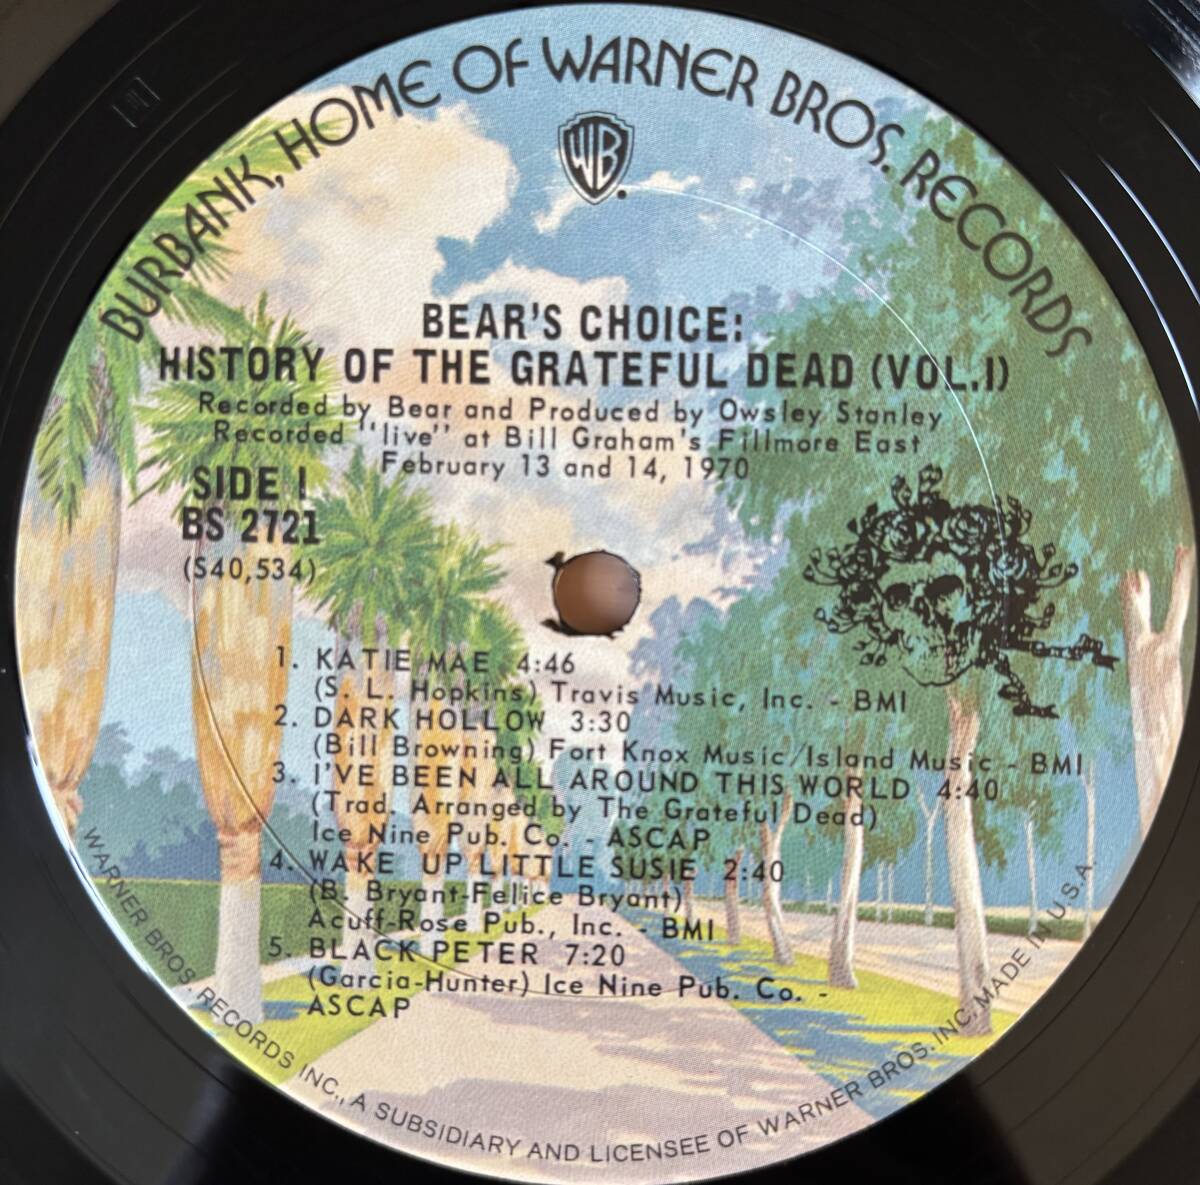 BURBANK, HOME OF WARNER BROS. RECORDS
WB
BEAR'S CHOICE:
HISTORY OF THE GRATEFUL DEAD (VOL.I)
Recorded by Bear and Produced by Owsley Stanley
Recorded "live" at Bill Graham's Fillmore East
February 13 and 14, 1970
SIDE I
BS 2721
(S40,534)
1. KATIE MAE 4:46
(S. L. Hopkins) Travis Music, Inc. - BMI
2. DARK HOLLOW 3:30
(Bill Browning) Fort Knox Music/Island Music - BMI
3. I'VE BEEN ALL AROUND THIS WORLD 4:40
(Trad. Arranged by The Grateful Dead)
Ice Nine Pub. Co. - ASCAP
4. WAKE UP LITTLE SUSIE 2:40
(B. Bryant-Felice Bryant)
Acuff-Rose Pub., Inc. - BMI
5. BLACK PETER 7:20
(Garcia-Hunter) Ice Nine Pub. Co. -
ASCAP
WARNER BROS. RECORDS INC., A SUBSIDIARY AND LICENSEE OF WARNER BROS. INC. MADE IN U.S.A.